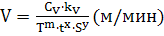 V = (C_V · k_V) / (T^m · t^x · S^y) (м/мин)